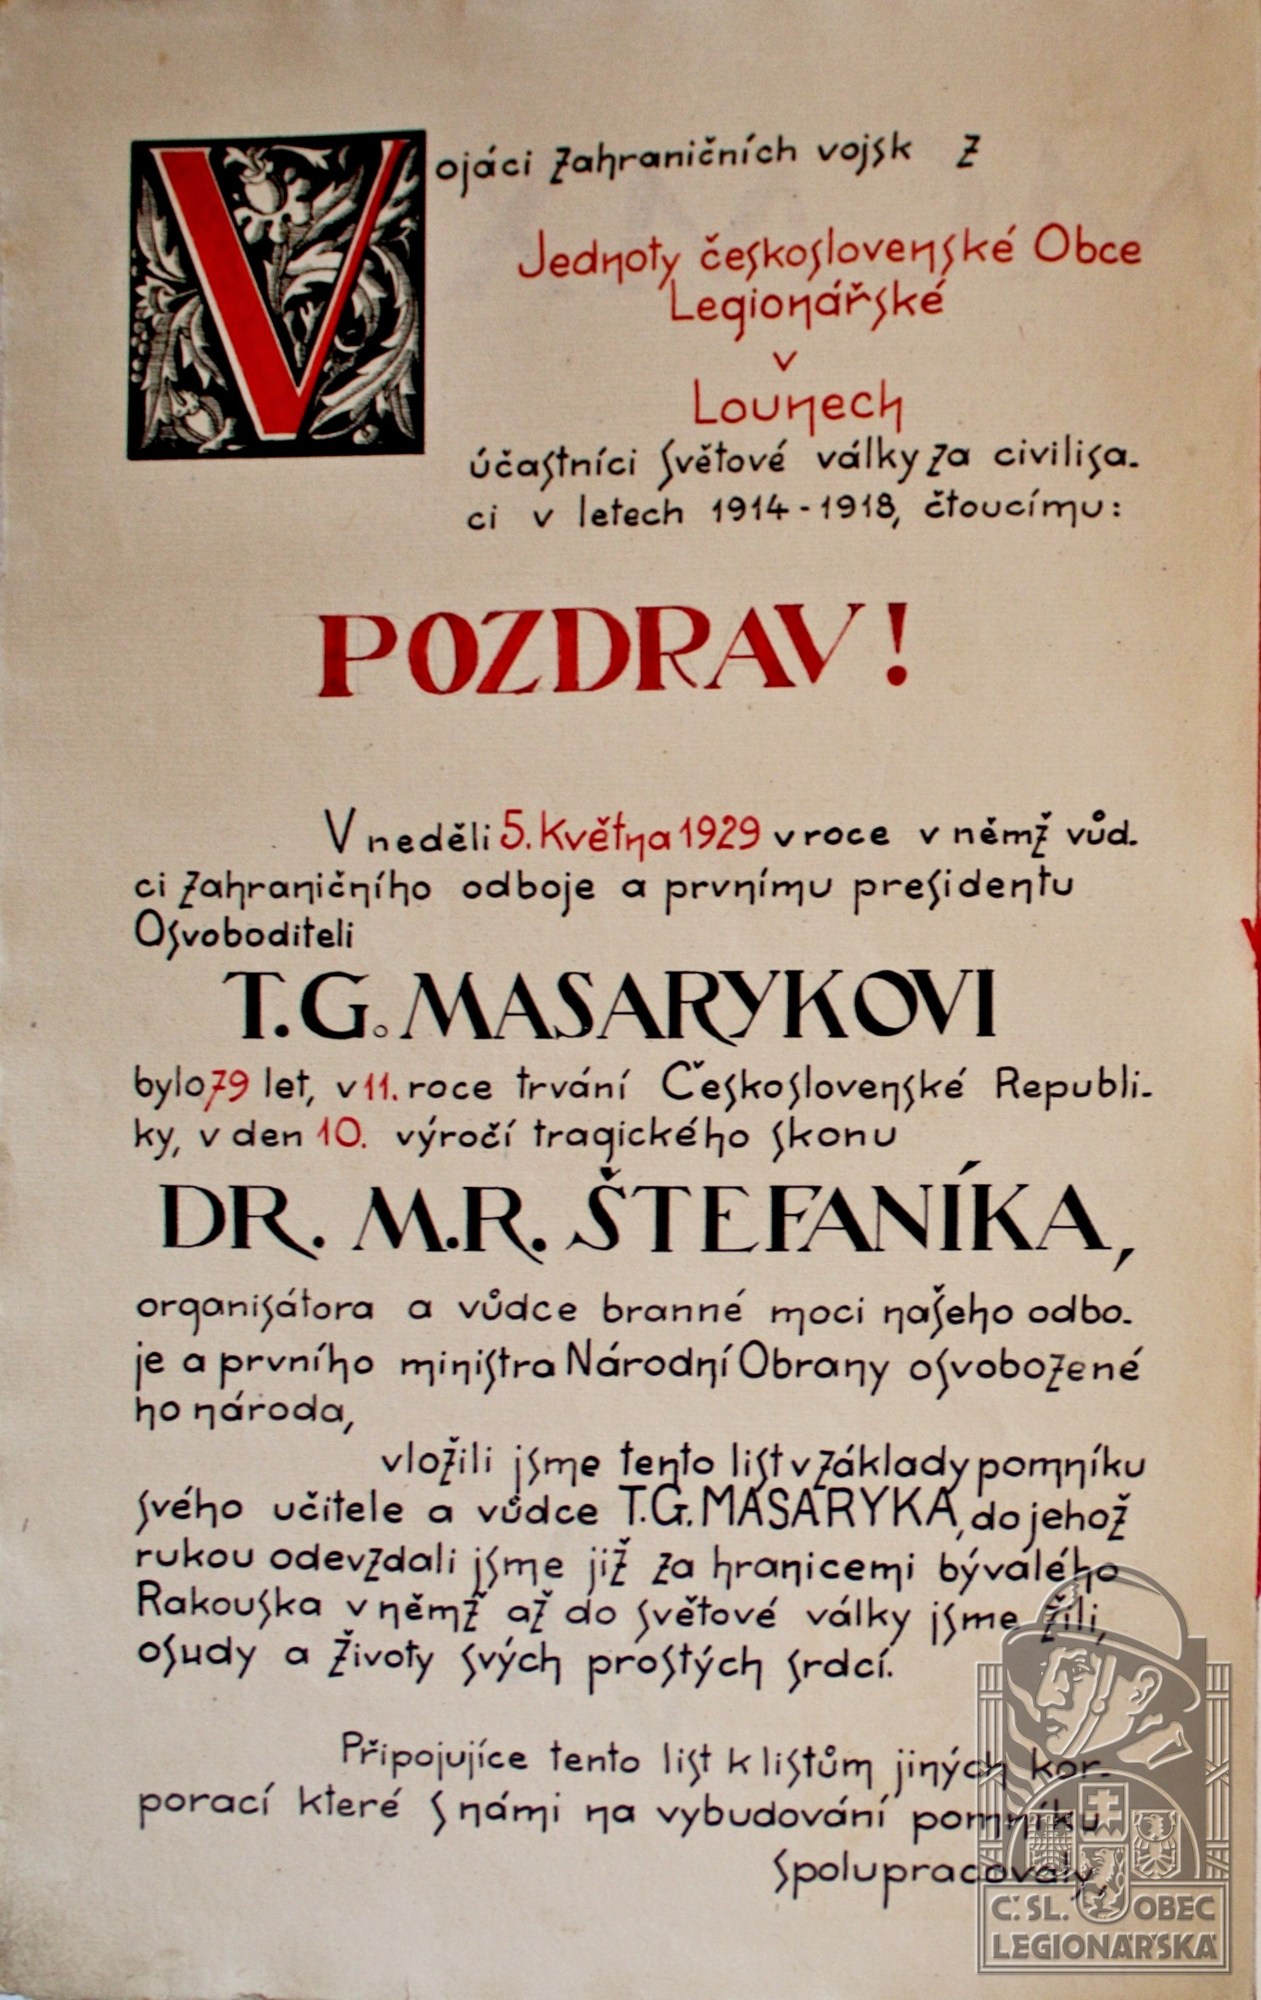 Vojáci zahraničních vojsk z
Jednoty československé Obce
Legionářské
v
Lounech
účastníci světové války za civilisa-
ci v letech 1914-1918, čtoucímu:
POZDRAV!
V neděli 5. Května 1929 v roce v němž vůd-
ci zahraničního odboje a prvnímu presidentu
Osvoboditeli
T.G. MASARYKOVI
bylo 79 let, v 11. roce trvání Československé Republi-
ky, v den 10. výročí tragického skonu
DR. M.R. ŠTEFANÍKA,
organisátora a vůdce branné moci našeho odbo-
je a prvního ministra Národní Obrany osvobozené
ho národa,
vložili jsme tento list v základy pomníku
svého učitele a vůdce T.G. MASARYKA, do jehož
rukou odevzdali jsme již za hranicemi bývalého
Rakouska v němž až do světové války jsme žili,
osudy a životy svých prostých srdcí.
Připojujíce tento list k listům jiných kor-
porací které s námi na vybudování pomníku
spolupracovaly,
Č. SL. OBEC
LEGIONÁŘSKÁ